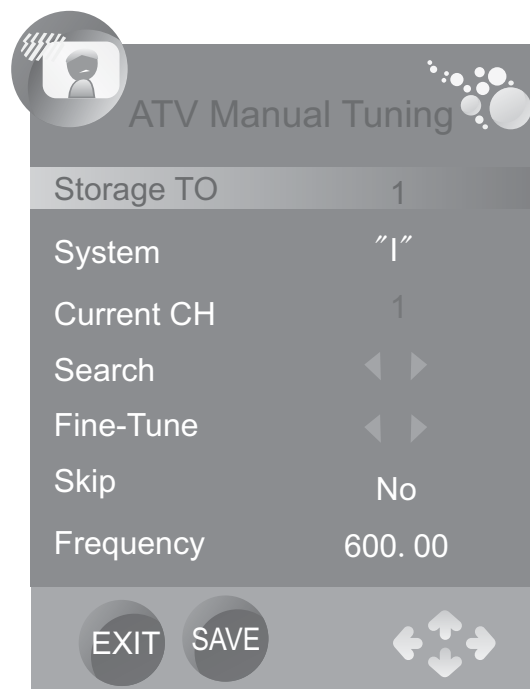 ATV Manual Tuning
Storage TO 1
System ″I″
Current CH 1
Search
Fine-Tune
Skip No
Frequency 600. 00
EXIT SAVE